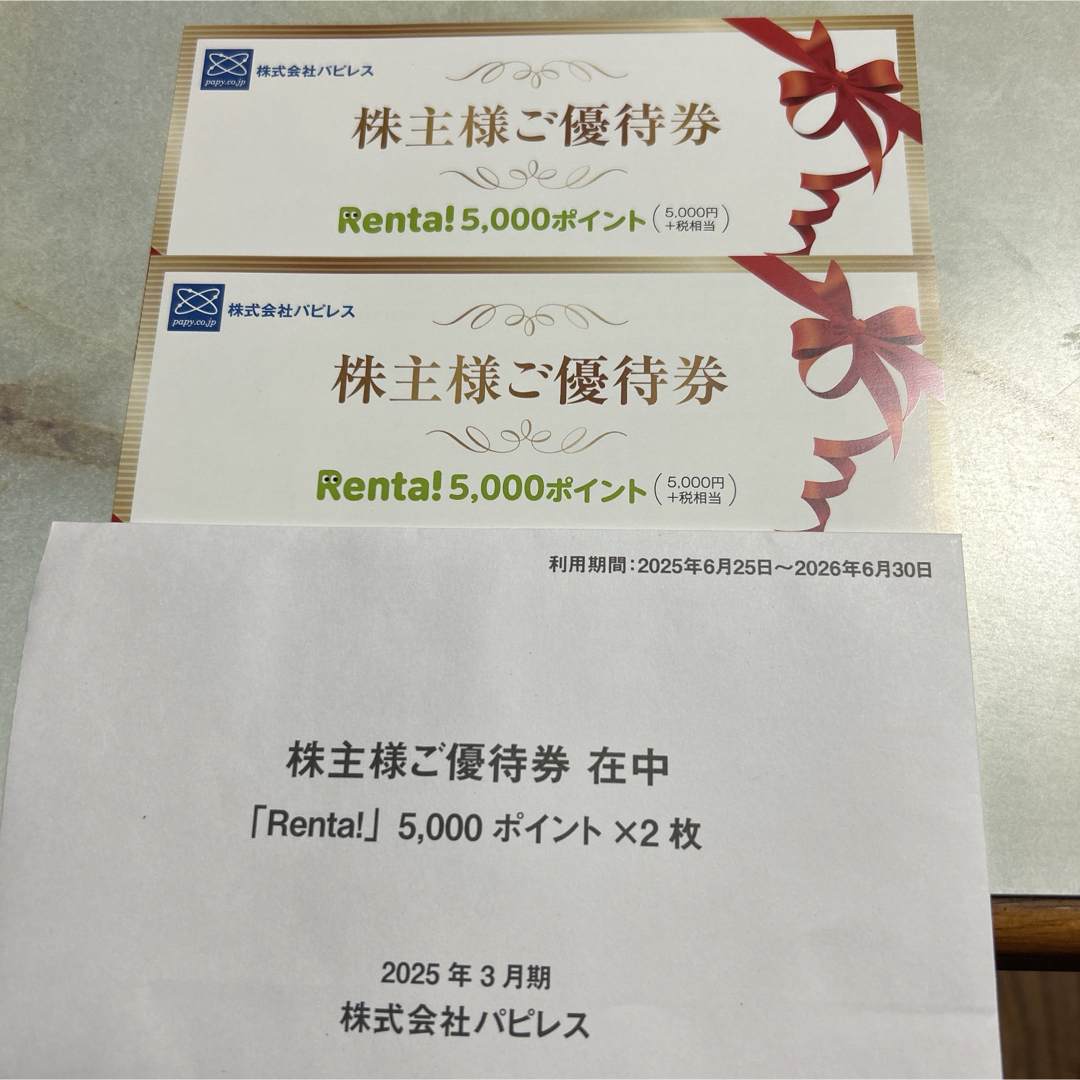 papy.co.jp
株式会社パピレス
株主様ご優待券
Renta! 5,000ポイント (5,000円+税相当)
papy.co.jp
株式会社パピレス
株主様ご優待券
Renta! 5,000ポイント (5,000円+税相当)
利用期間：2025年6月25日〜2026年6月30日
株主様ご優待券 在中
「Renta!」 5,000 ポイント ×2 枚
2025 年 3 月期
株式会社パピレス